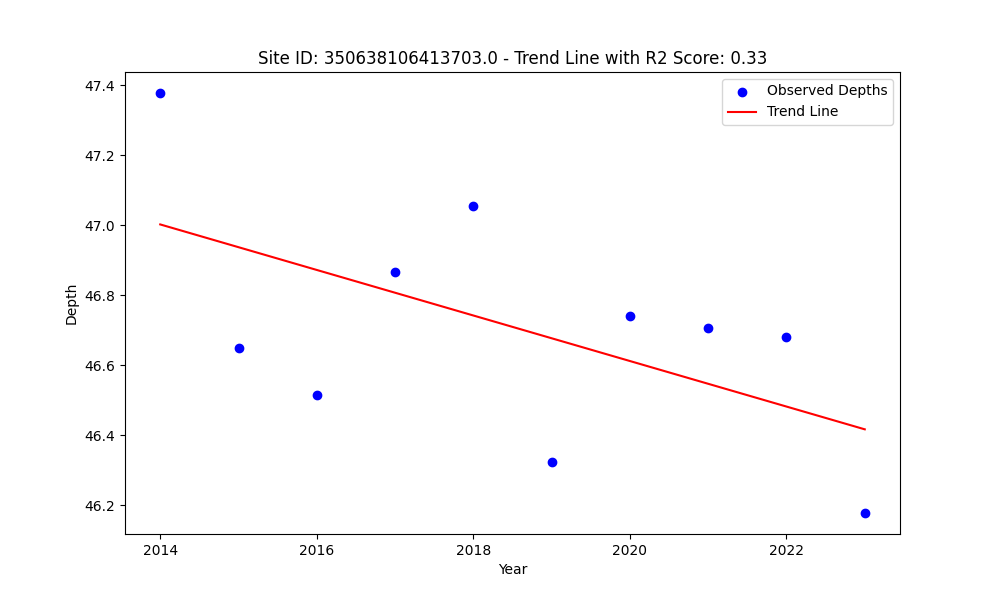 Site ID: 350638106413703.0 - Trend Line with R2 Score: 0.33
Observed Depths
Trend Line
47.4
47.2
47.0
46.8
46.6
46.4
46.2
Depth
2014
2016
2018
2020
2022
Year